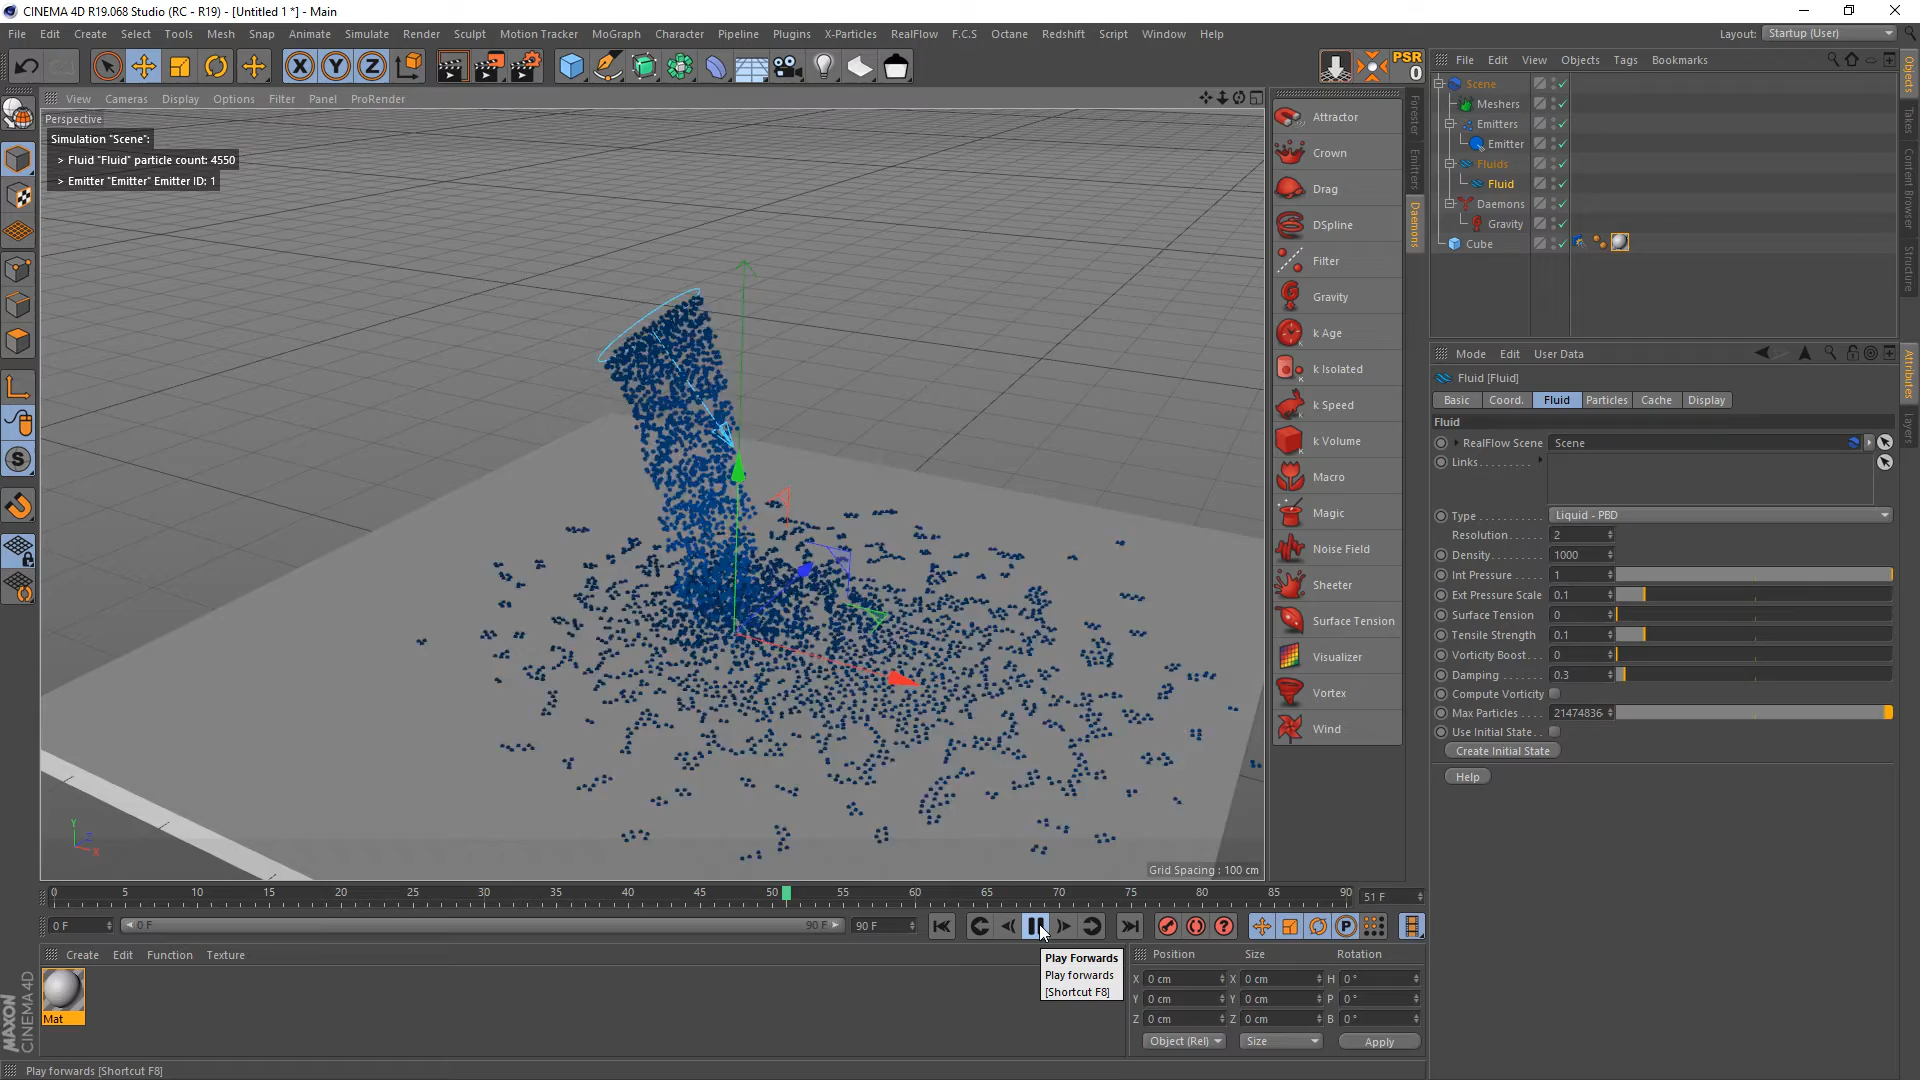 CINEMA 4D R19.068 Studio (RC - R19) - [Untitled 1 *] - Main
File Edit Create Select Tools Mesh Snap Animate Simulate Render Sculpt Motion Tracker MoGraph Character Pipeline Plugins X-Particles RealFlow F.C.S Octane Redshift Script Window Help
Layout: Startup (User)
X Y Z
PSR
0
View Cameras Display Options Filter Panel ProRender
Perspective
Simulation "Scene":
> Fluid "Fluid" particle count: 4550
> Emitter "Emitter" Emitter ID: 1
Y
Z
X
Grid Spacing : 100 cm
Attractor
Crown
Drag
DSpline
Filter
Gravity
k Age
k Isolated
k Speed
k Volume
Macro
Magic
Noise Field
Sheeter
Surface Tension
Visualizer
Vortex
Wind
Forester
Emitters
Daemons
File Edit View Objects Tags Bookmarks
Scene
Meshers
Emitters
Emitter
Fluids
Fluid
Daemons
Gravity
Cube
Objects
Takes
Content Browser
Structure
Mode Edit User Data
Fluid [Fluid]
Basic Coord. Fluid Particles Cache Display
Fluid
RealFlow Scene Scene
Links
Type Liquid - PBD
Resolution 2
Density 1000
Int Pressure 1
Ext Pressure Scale 0.1
Surface Tension 0
Tensile Strength 0.1
Vorticity Boost 0
Damping 0.3
Compute Vorticity
Max Particles 21474836
Use Initial State
Create Initial State
Help
Attributes
Layers
0 5 10 15 20 25 30 35 40 45 50 55 60 65 70 75 80 85 90
51 F
0 F 0 F 90 F 90 F
P
Create Edit Function Texture
Mat
MAXON
CINEMA 4D
Play Forwards
Play forwards
[Shortcut F8]
Position Size Rotation
X 0 cm X 0 cm H 0 °
Y 0 cm Y 0 cm P 0 °
Z 0 cm Z 0 cm B 0 °
Object (Rel) Size Apply
Play forwards [Shortcut F8]